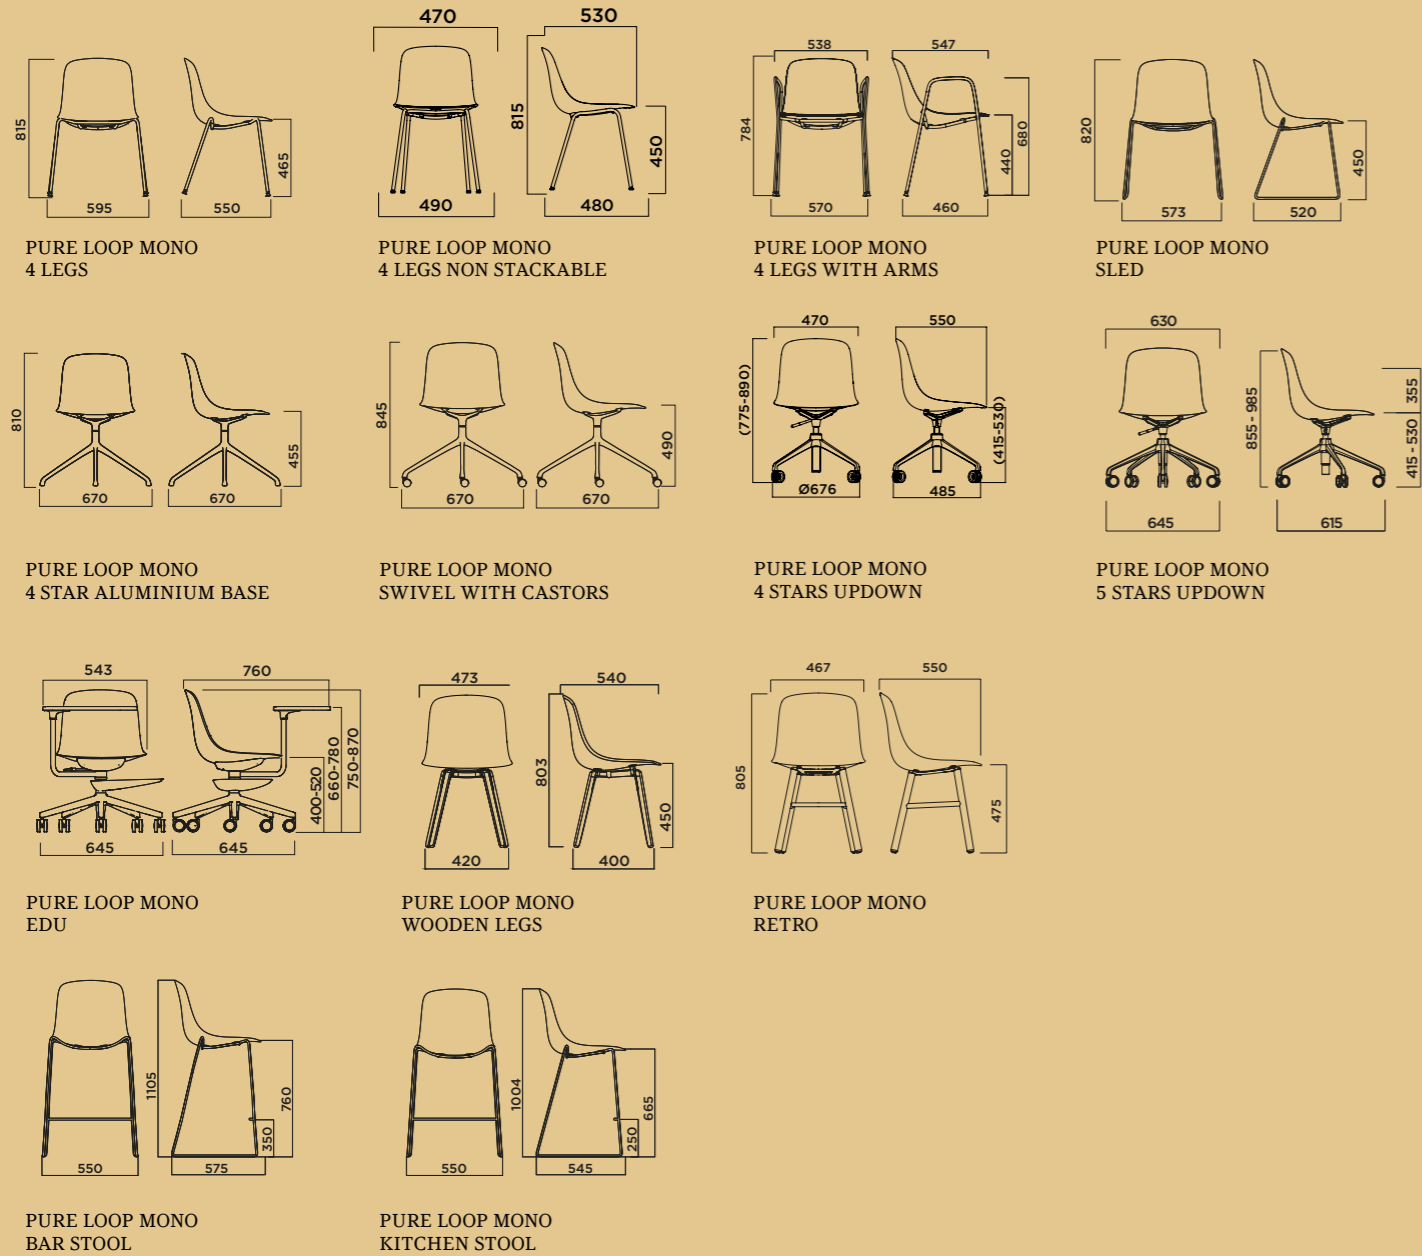 815
465
595
550
PURE LOOP MONO
4 LEGS
470
530
815
450
490
480
PURE LOOP MONO
4 LEGS NON STACKABLE
538
547
784
680
440
570
460
PURE LOOP MONO
4 LEGS WITH ARMS
820
450
573
520
PURE LOOP MONO
SLED
810
455
670
670
PURE LOOP MONO
4 STAR ALUMINIUM BASE
845
490
670
670
PURE LOOP MONO
SWIVEL WITH CASTORS
470
550
(775-890)
(415-530)
Ø676
485
PURE LOOP MONO
4 STARS UPDOWN
630
355
855 - 985
415 - 530
645
615
PURE LOOP MONO
5 STARS UPDOWN
543
760
400-520
660-780
750-870
645
645
PURE LOOP MONO
EDU
473
540
803
450
420
400
PURE LOOP MONO
WOODEN LEGS
467
550
805
475
PURE LOOP MONO
RETRO
1105
760
350
550
575
PURE LOOP MONO
BAR STOOL
1004
665
250
550
545
PURE LOOP MONO
KITCHEN STOOL